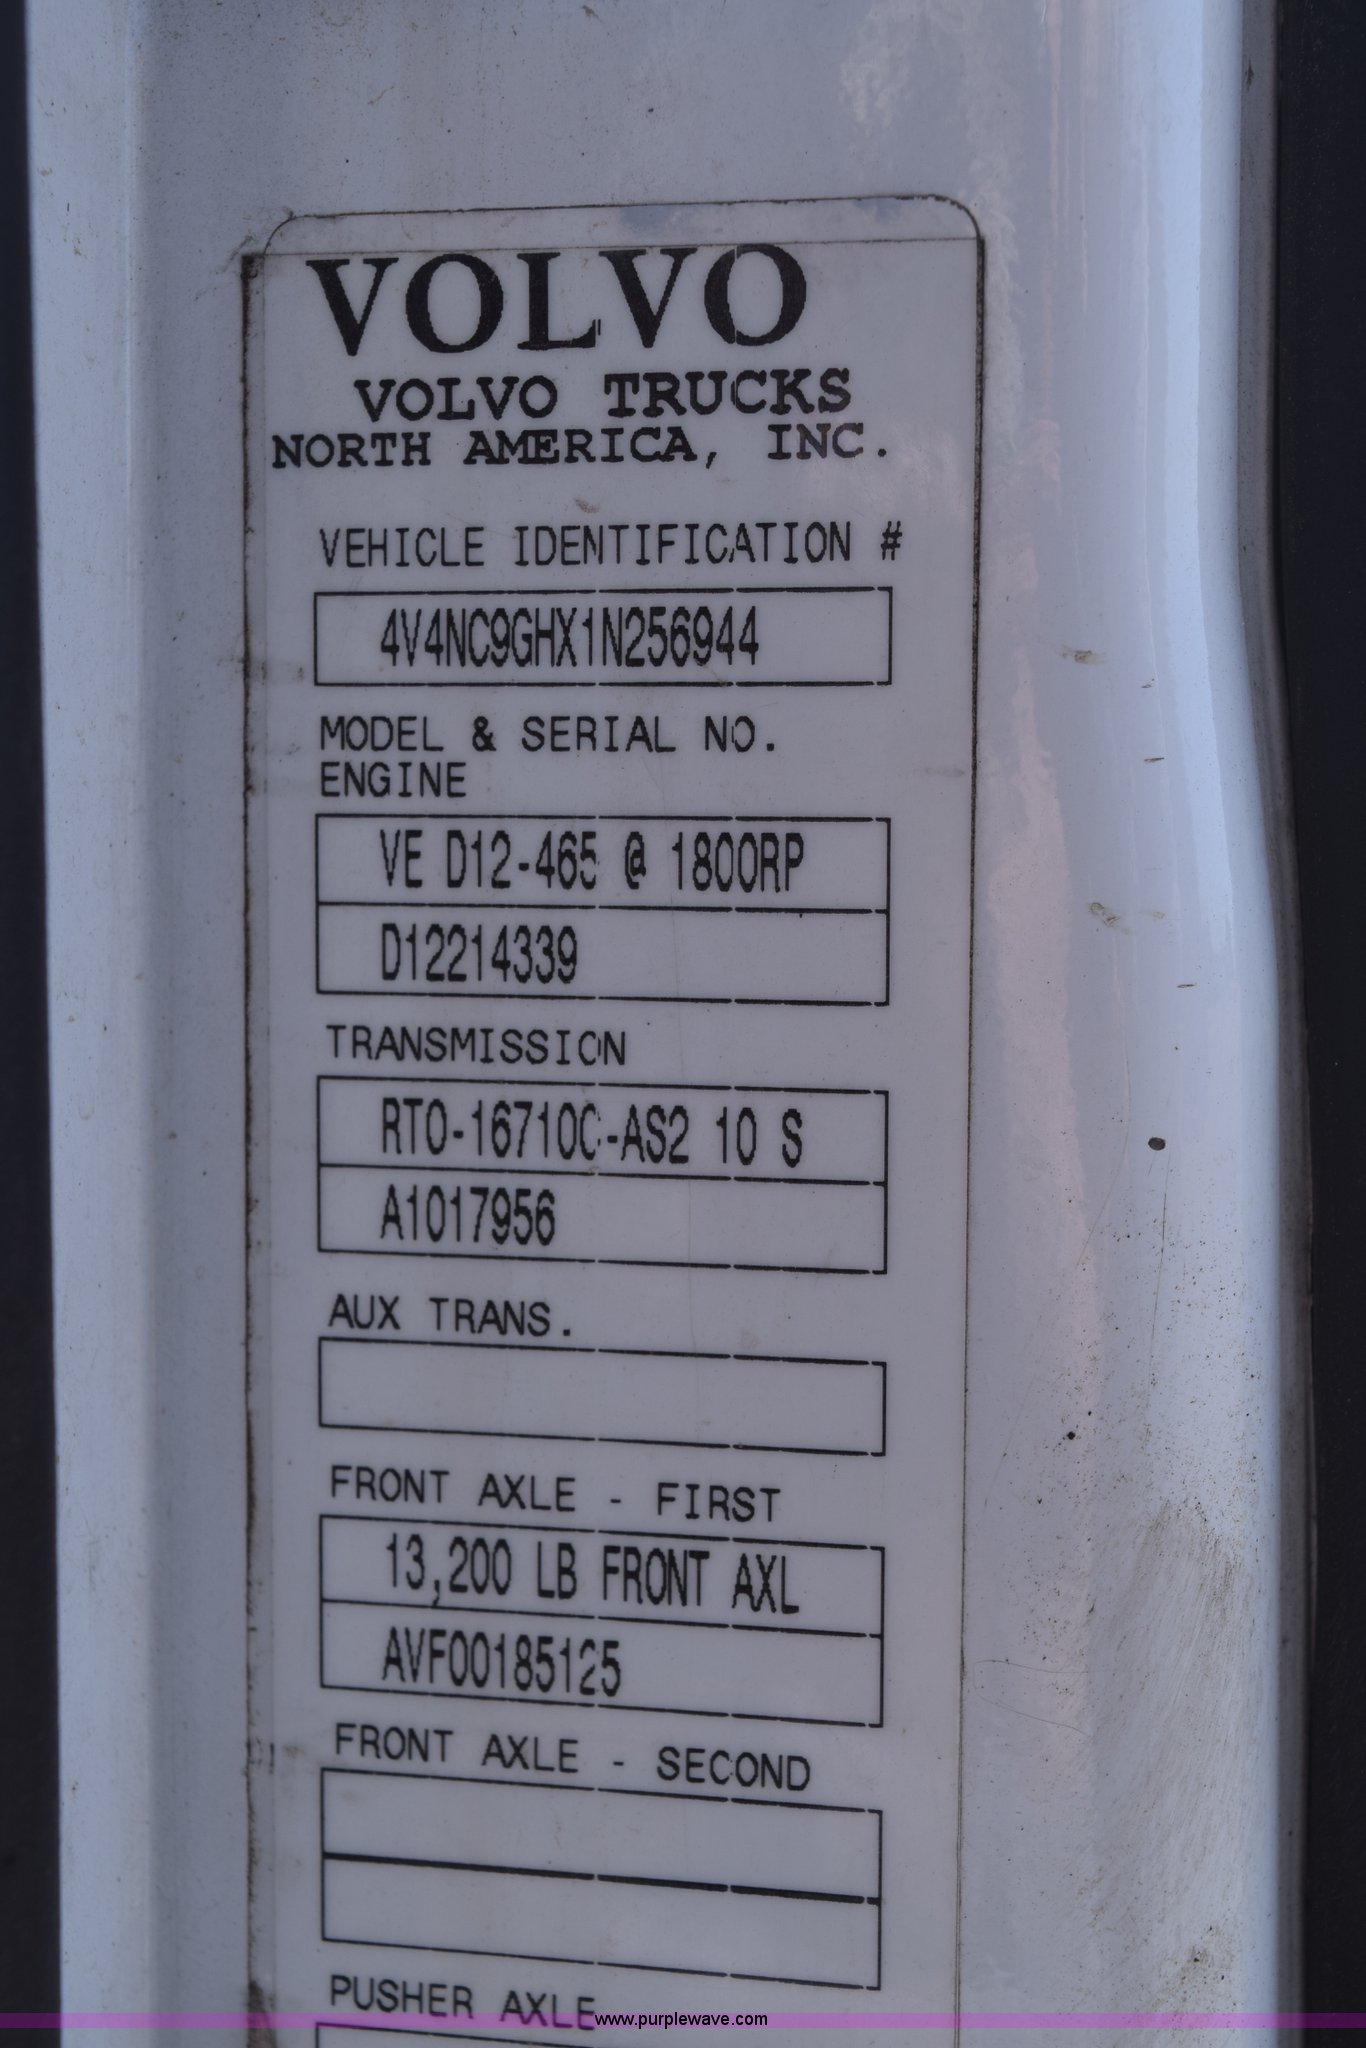 VOLVO
VOLVO TRUCKS
NORTH AMERICA, INC.
VEHICLE IDENTIFICATION #
4V4NC9GHX1N256944
MODEL & SERIAL NO.
ENGINE
VE D12-465 @ 1800RP
D12214339
TRANSMISSION
RTO-16710C-AS2 10 S
A1017956
AUX TRANS.
FRONT AXLE - FIRST
13,200 LB FRONT AXL
AVF00185125
FRONT AXLE - SECOND
PUSHER AXLE
www.purplewave.com